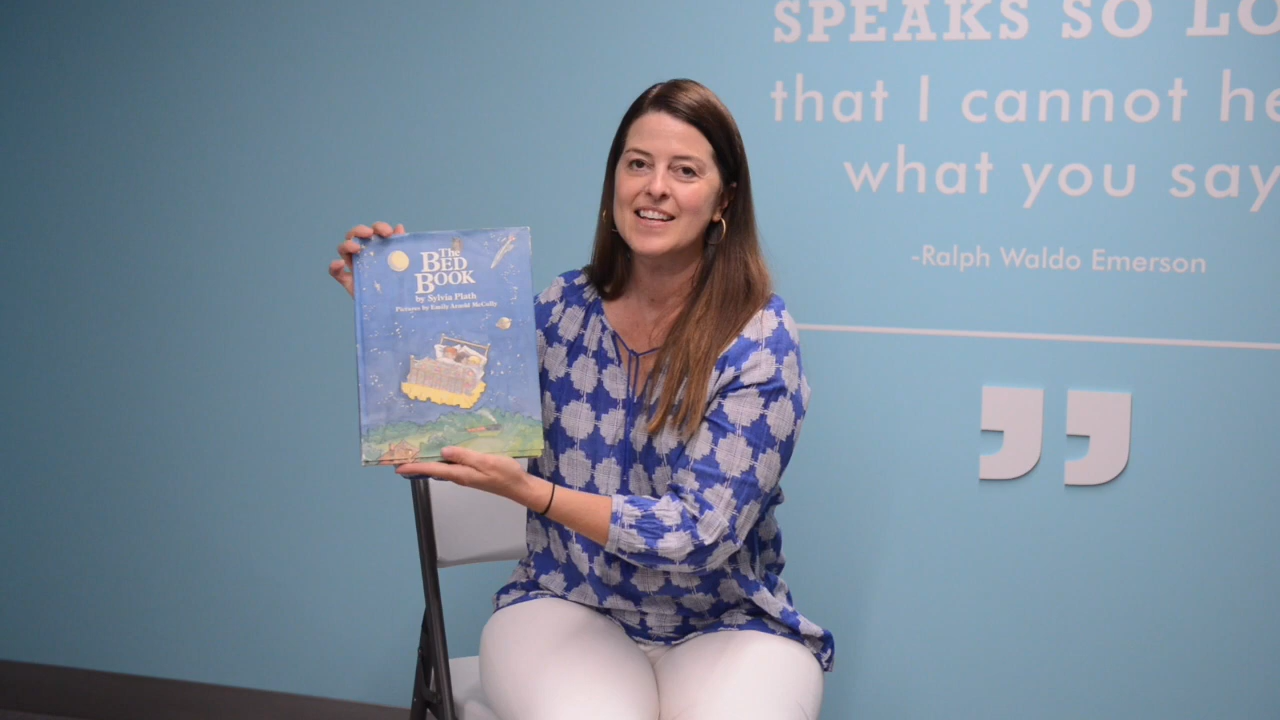 SPEAKS SO LO
that I cannot he
what you say
-Ralph Waldo Emerson
The
BED
BOOK
by Sylvia Plath
Pictures by Emily Arnold McCully
”